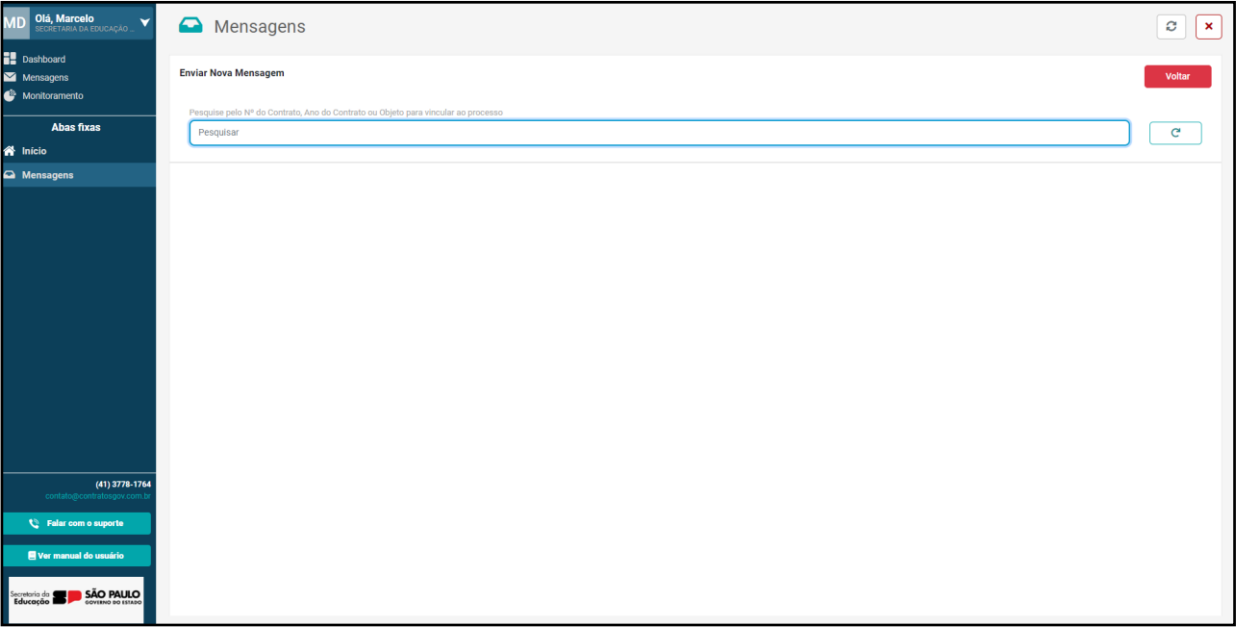 MD
Olá, Marcelo
SECRETARIA DA EDUCAÇÃO ...
Dashboard
Mensagens
Monitoramento
Abas fixas
Início
Mensagens
(41) 3778-1764
contato@contratosgov.com.br
Falar com o suporte
Ver manual do usuário
Secretaria da
Educação
SP
SÃO PAULO
GOVERNO DO ESTADO
Mensagens
Enviar Nova Mensagem
Voltar
Pesquise pelo Nº do Contrato, Ano do Contrato ou Objeto para vincular ao processo
Pesquisar